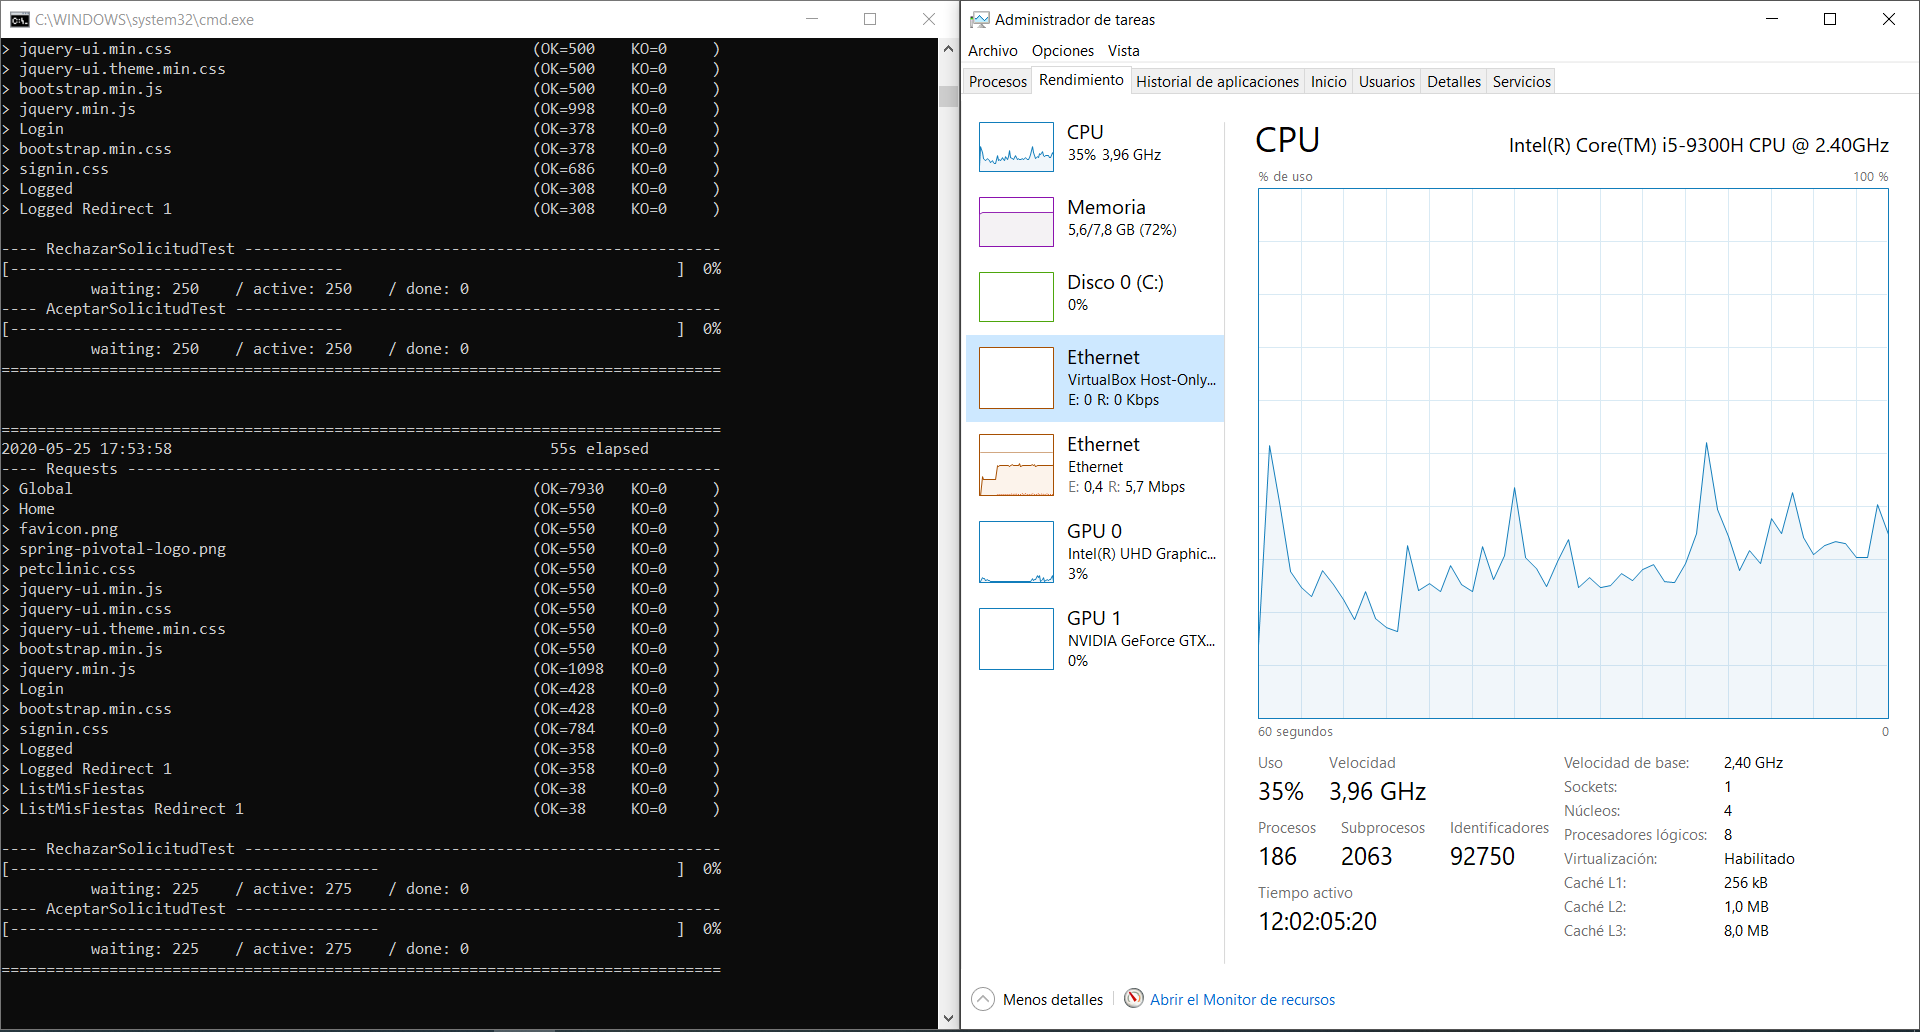 C:\WINDOWS\system32\cmd.exe
> jquery-ui.min.css (OK=500 KO=0 )
> jquery-ui.theme.min.css (OK=500 KO=0 )
> bootstrap.min.js (OK=500 KO=0 )
> jquery.min.js (OK=998 KO=0 )
> Login (OK=378 KO=0 )
> bootstrap.min.css (OK=378 KO=0 )
> signin.css (OK=686 KO=0 )
> Logged (OK=308 KO=0 )
> Logged Redirect 1 (OK=308 KO=0 )
---- RechazarSolicitudTest -----------------------------------------------------
[------------------------------------- ] 0%
waiting: 250 / active: 250 / done: 0
---- AceptarSolicitudTest ------------------------------------------------------
[------------------------------------- ] 0%
waiting: 250 / active: 250 / done: 0
================================================================================
================================================================================
2020-05-25 17:53:58 55s elapsed
---- Requests ------------------------------------------------------------------
> Global (OK=7930 KO=0 )
> Home (OK=550 KO=0 )
> favicon.png (OK=550 KO=0 )
> spring-pivotal-logo.png (OK=550 KO=0 )
> petclinic.css (OK=550 KO=0 )
> jquery-ui.min.js (OK=550 KO=0 )
> jquery-ui.min.css (OK=550 KO=0 )
> jquery-ui.theme.min.css (OK=550 KO=0 )
> bootstrap.min.js (OK=550 KO=0 )
> jquery.min.js (OK=1098 KO=0 )
> Login (OK=428 KO=0 )
> bootstrap.min.css (OK=428 KO=0 )
> signin.css (OK=784 KO=0 )
> Logged (OK=358 KO=0 )
> Logged Redirect 1 (OK=358 KO=0 )
> ListMisFiestas (OK=38 KO=0 )
> ListMisFiestas Redirect 1 (OK=38 KO=0 )
---- RechazarSolicitudTest -----------------------------------------------------
[----------------------------------------- ] 0%
waiting: 225 / active: 275 / done: 0
---- AceptarSolicitudTest ------------------------------------------------------
[----------------------------------------- ] 0%
waiting: 225 / active: 275 / done: 0
================================================================================
Administrador de tareas
Archivo Opciones Vista
Procesos Rendimiento Historial de aplicaciones Inicio Usuarios Detalles Servicios
CPU
35% 3,96 GHz
Memoria
5,6/7,8 GB (72%)
Disco 0 (C:)
0%
Ethernet
VirtualBox Host-Only...
E: 0 R: 0 Kbps
Ethernet
Ethernet
E: 0,4 R: 5,7 Mbps
GPU 0
Intel(R) UHD Graphic...
3%
GPU 1
NVIDIA GeForce GTX...
0%
CPU Intel(R) Core(TM) i5-9300H CPU @ 2.40GHz
% de uso 100 %
60 segundos 0
Uso Velocidad
35% 3,96 GHz
Procesos Subprocesos Identificadores
186 2063 92750
Tiempo activo
12:02:05:20
Velocidad de base: 2,40 GHz
Sockets: 1
Núcleos: 4
Procesadores lógicos: 8
Virtualización: Habilitado
Caché L1: 256 kB
Caché L2: 1,0 MB
Caché L3: 8,0 MB
Menos detalles Abrir el Monitor de recursos